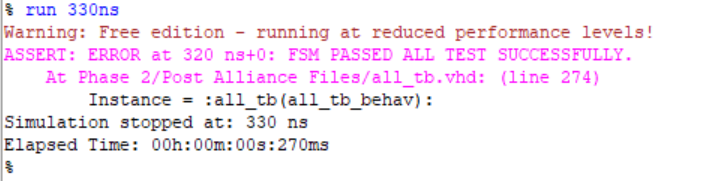 % run 330ns
Warning: Free edition - running at reduced performance levels!
ASSERT: ERROR at 320 ns+0: FSM PASSED ALL TEST SUCCESSFULLY.
    At Phase 2/Post Alliance Files/all_tb.vhd: (line 274)
        Instance = :all_tb(all_tb_behav):
Simulation stopped at: 330 ns
Elapsed Time: 00h:00m:00s:270ms
%